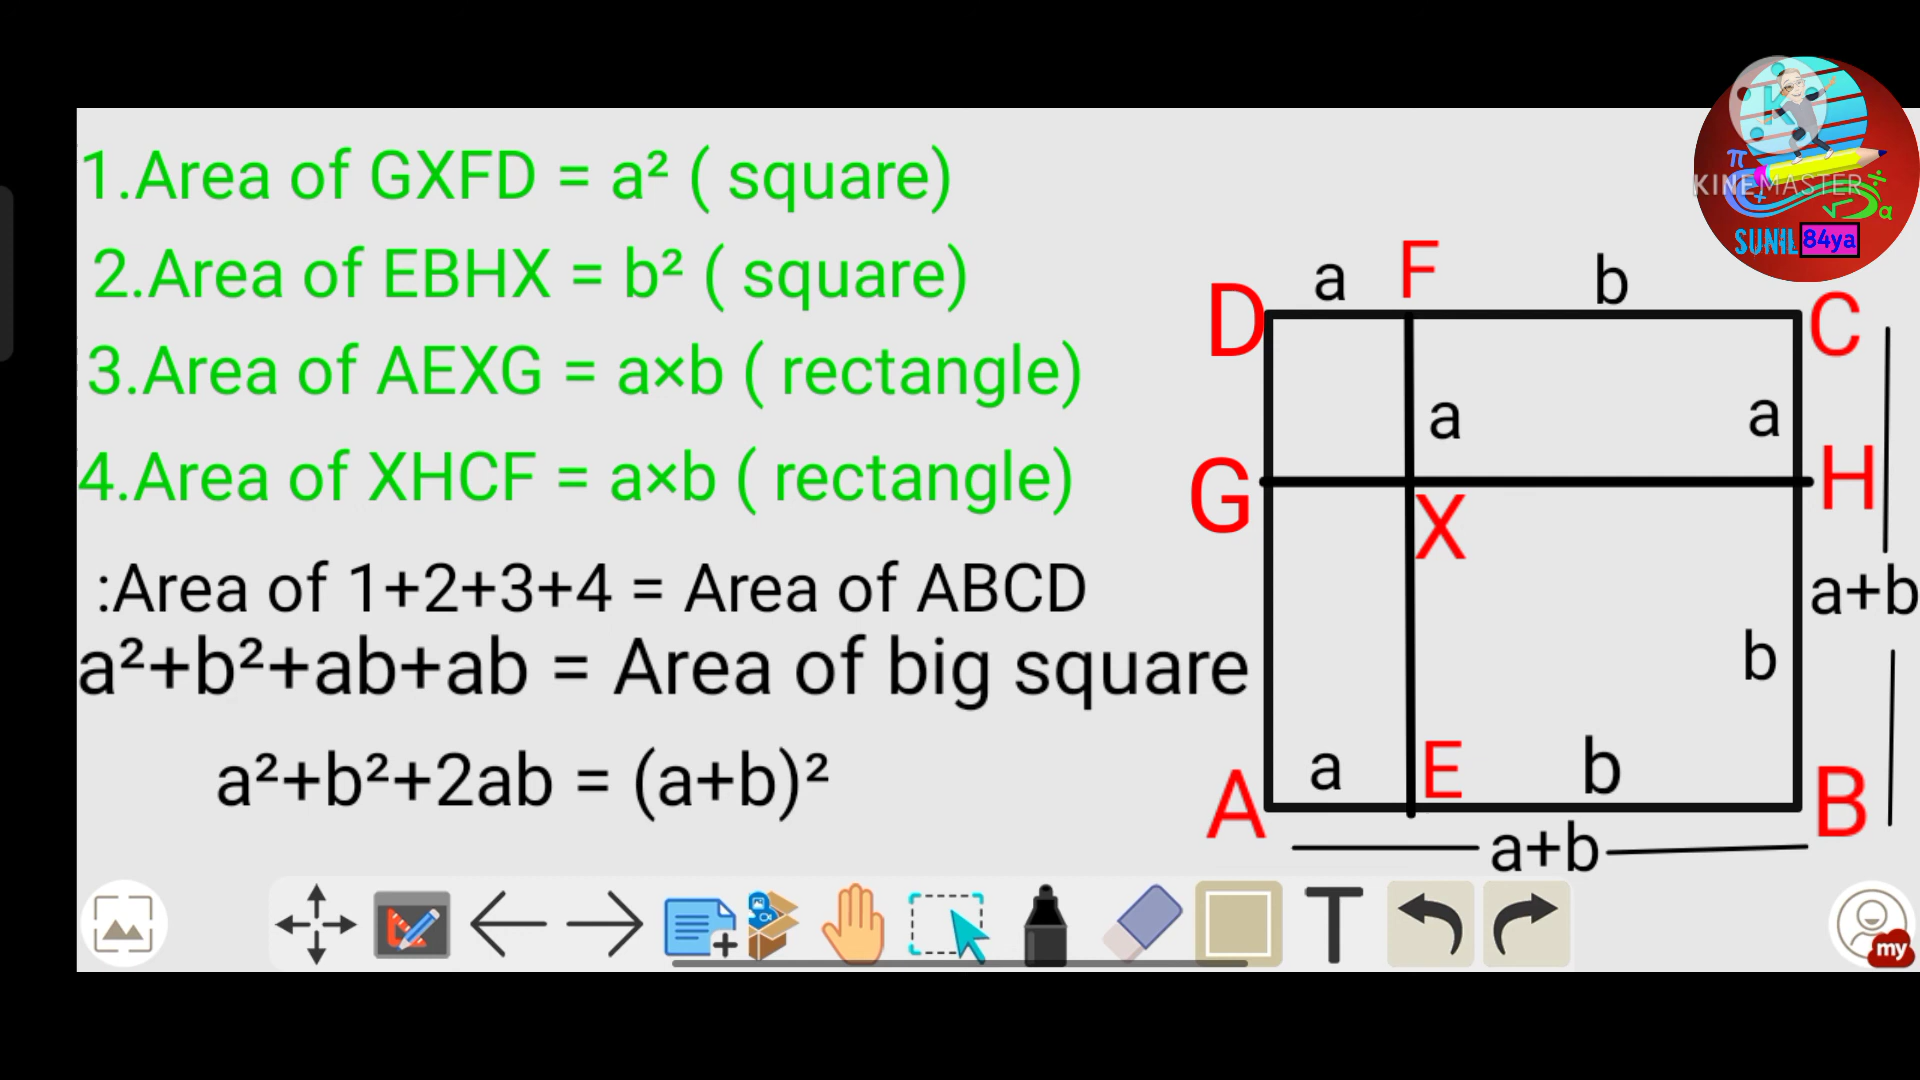 1.Area of GXFD = a² ( square)
2.Area of EBHX = b² ( square)
3.Area of AEXG = a×b ( rectangle)
4.Area of XHCF = a×b ( rectangle)
:Area of 1+2+3+4 = Area of ABCD
a²+b²+ab+ab = Area of big square
a²+b²+2ab = (a+b)²
K
KINEMASTER
π
÷
+
√
α
SUNIL 84ya
a F b
D C
a a
G H
X
a+b
b
a E b
A B
a+b
T
my